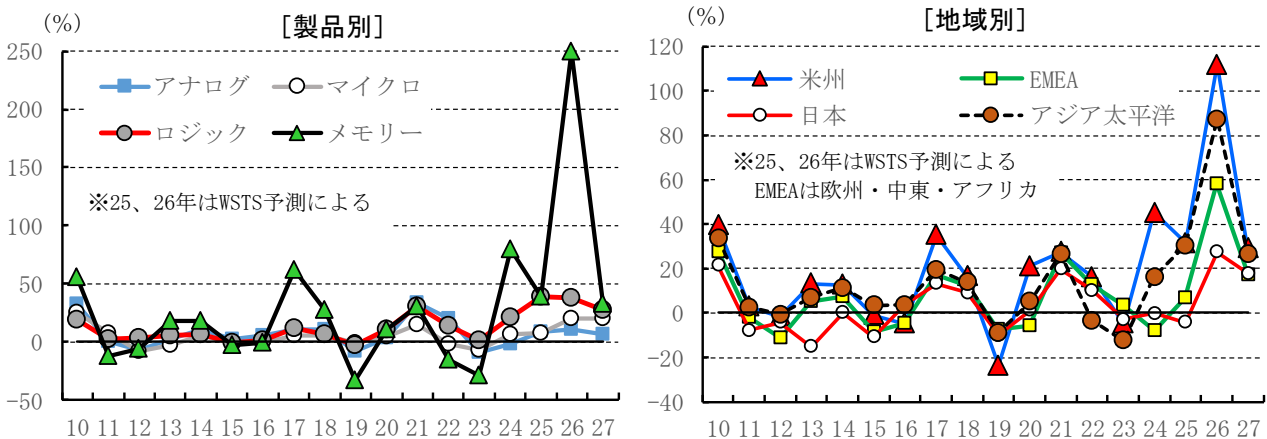 (%)
[製品別]
250
200
150
100
50
0
-50
アナログ
マイクロ
ロジック
メモリー
※25、26年はWSTS予測による
10 11 12 13 14 15 16 17 18 19 20 21 22 23 24 25 26 27
(%)
[地域別]
120
100
80
60
40
20
0
-20
-40
米州
EMEA
日本
アジア太平洋
※25、26年はWSTS予測による
EMEAは欧州・中東・アフリカ
10 11 12 13 14 15 16 17 18 19 20 21 22 23 24 25 26 27